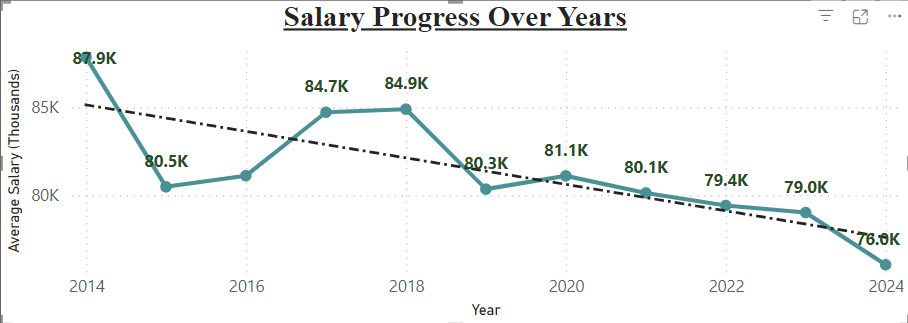 Salary Progress Over Years
Average Salary (Thousands)
85K
80K
87.9K
80.5K
84.7K
84.9K
80.3K
81.1K
80.1K
79.4K
79.0K
76.0K
2014 2016 2018 2020 2022 2024
Year